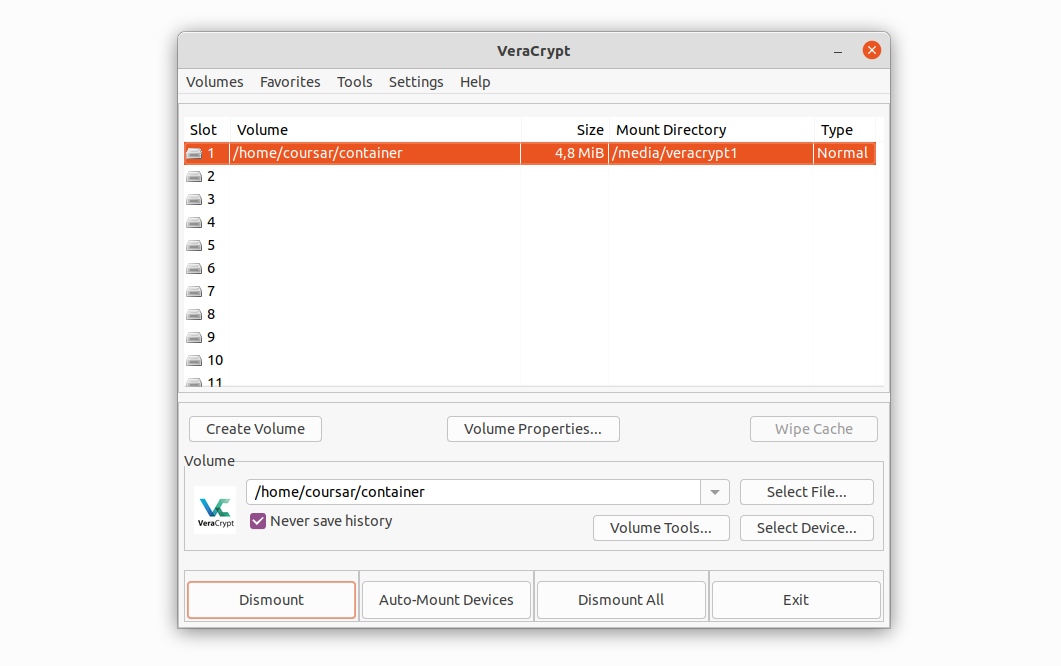 VeraCrypt
Volumes Favorites Tools Settings Help
Slot Volume Size Mount Directory Type
1 /home/coursar/container 4,8 MiB /media/veracrypt1 Normal
2
3
4
5
6
7
8
9
10
11
Create Volume Volume Properties... Wipe Cache
Volume
VeraCrypt
/home/coursar/container Select File...
Never save history Volume Tools... Select Device...
Dismount Auto-Mount Devices Dismount All Exit